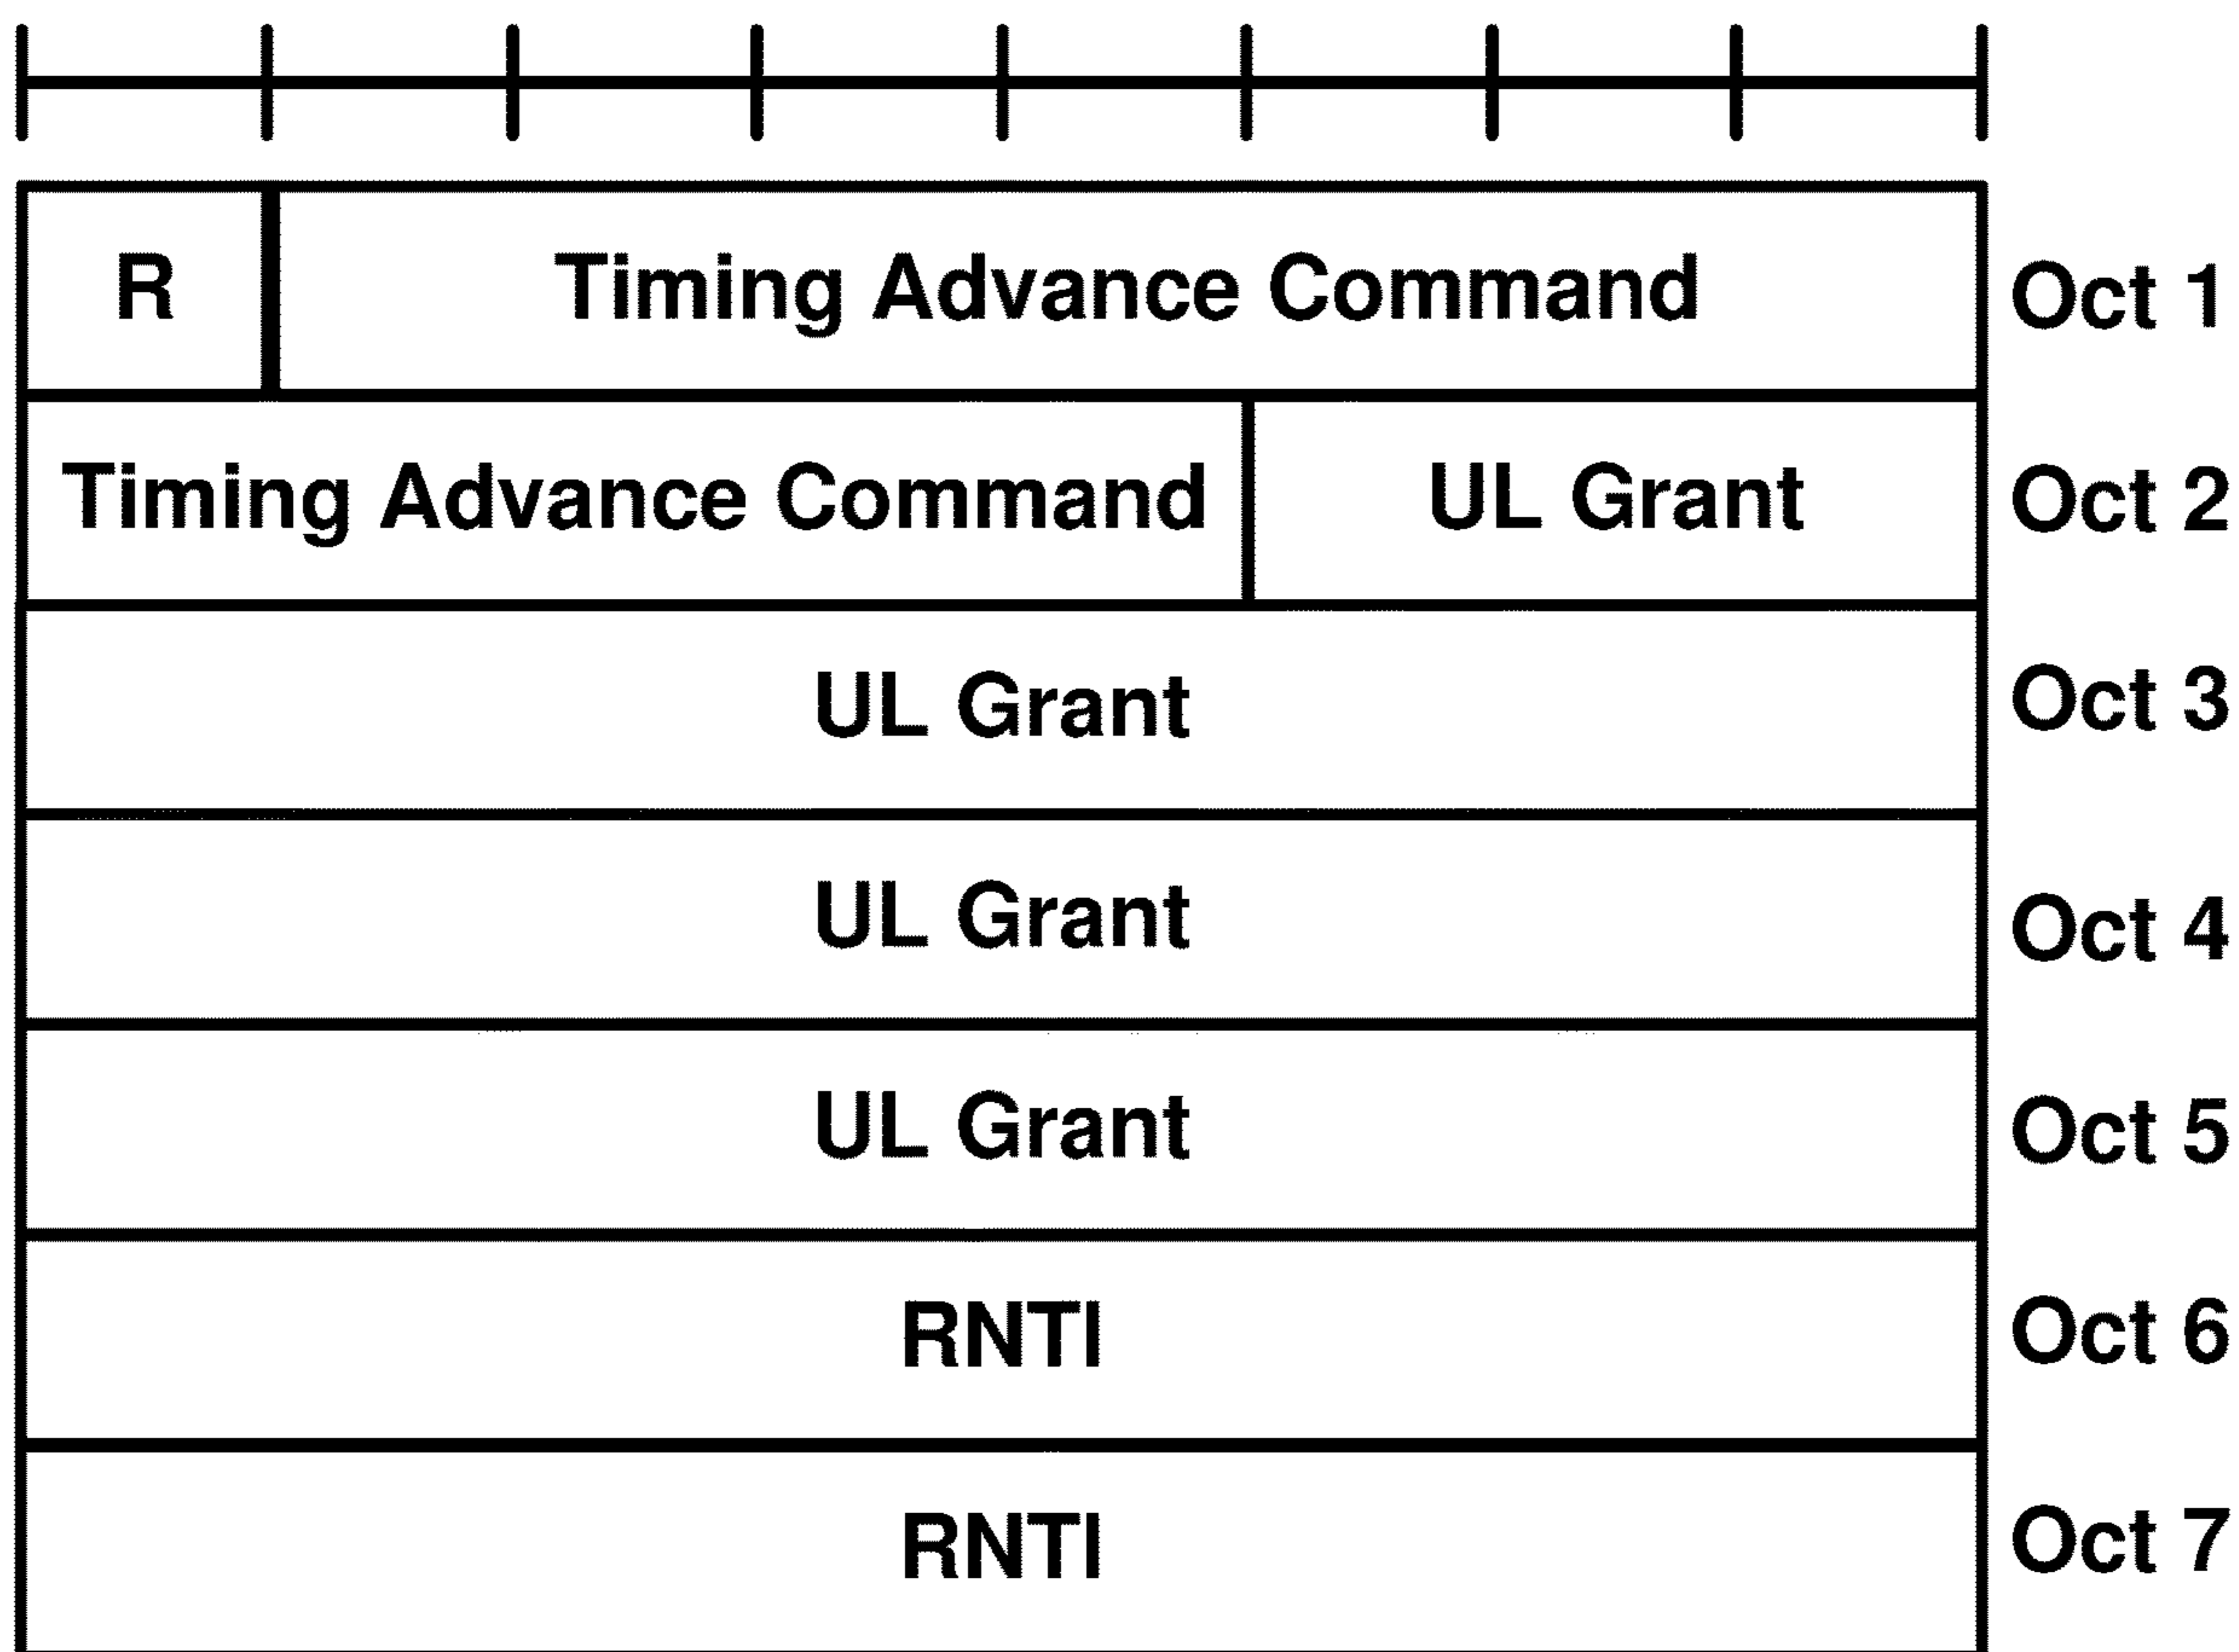 R Timing Advance Command Oct 1
Timing Advance Command UL Grant Oct 2
UL Grant Oct 3
UL Grant Oct 4
UL Grant Oct 5
RNTI Oct 6
RNTI Oct 7